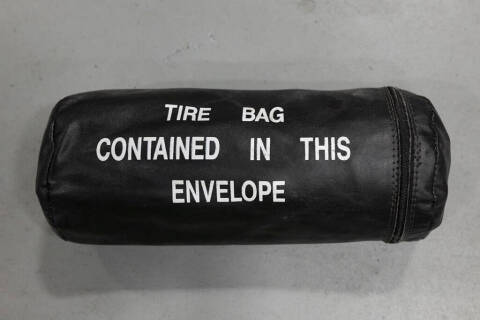 TIRE BAG
CONTAINED IN THIS
ENVELOPE